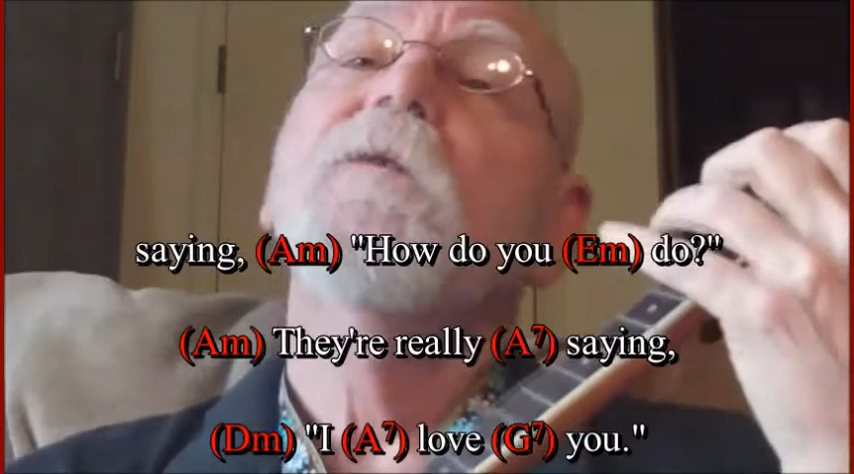 saying, (Am) "How do you (Em) do?"
(Am) They're really (A⁷) saying,
(Dm) "I (A⁷) love (G⁷) you."